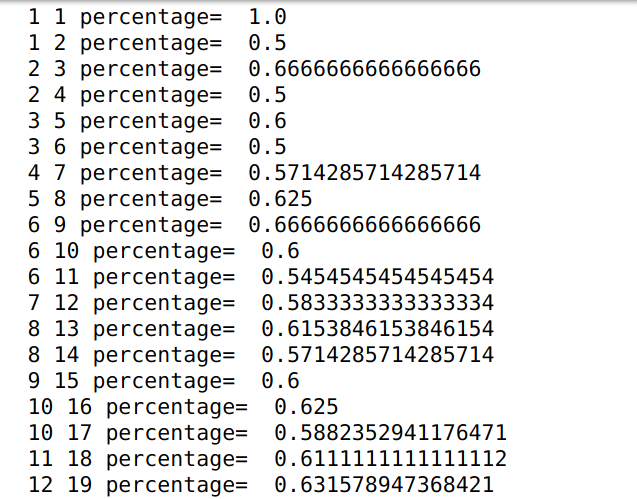 1 1 percentage=  1.0
1 2 percentage=  0.5
2 3 percentage=  0.6666666666666666
2 4 percentage=  0.5
3 5 percentage=  0.6
3 6 percentage=  0.5
4 7 percentage=  0.5714285714285714
5 8 percentage=  0.625
6 9 percentage=  0.6666666666666666
6 10 percentage=  0.6
6 11 percentage=  0.5454545454545454
7 12 percentage=  0.5833333333333334
8 13 percentage=  0.6153846153846154
8 14 percentage=  0.5714285714285714
9 15 percentage=  0.6
10 16 percentage=  0.625
10 17 percentage=  0.5882352941176471
11 18 percentage=  0.6111111111111112
12 19 percentage=  0.631578947368421